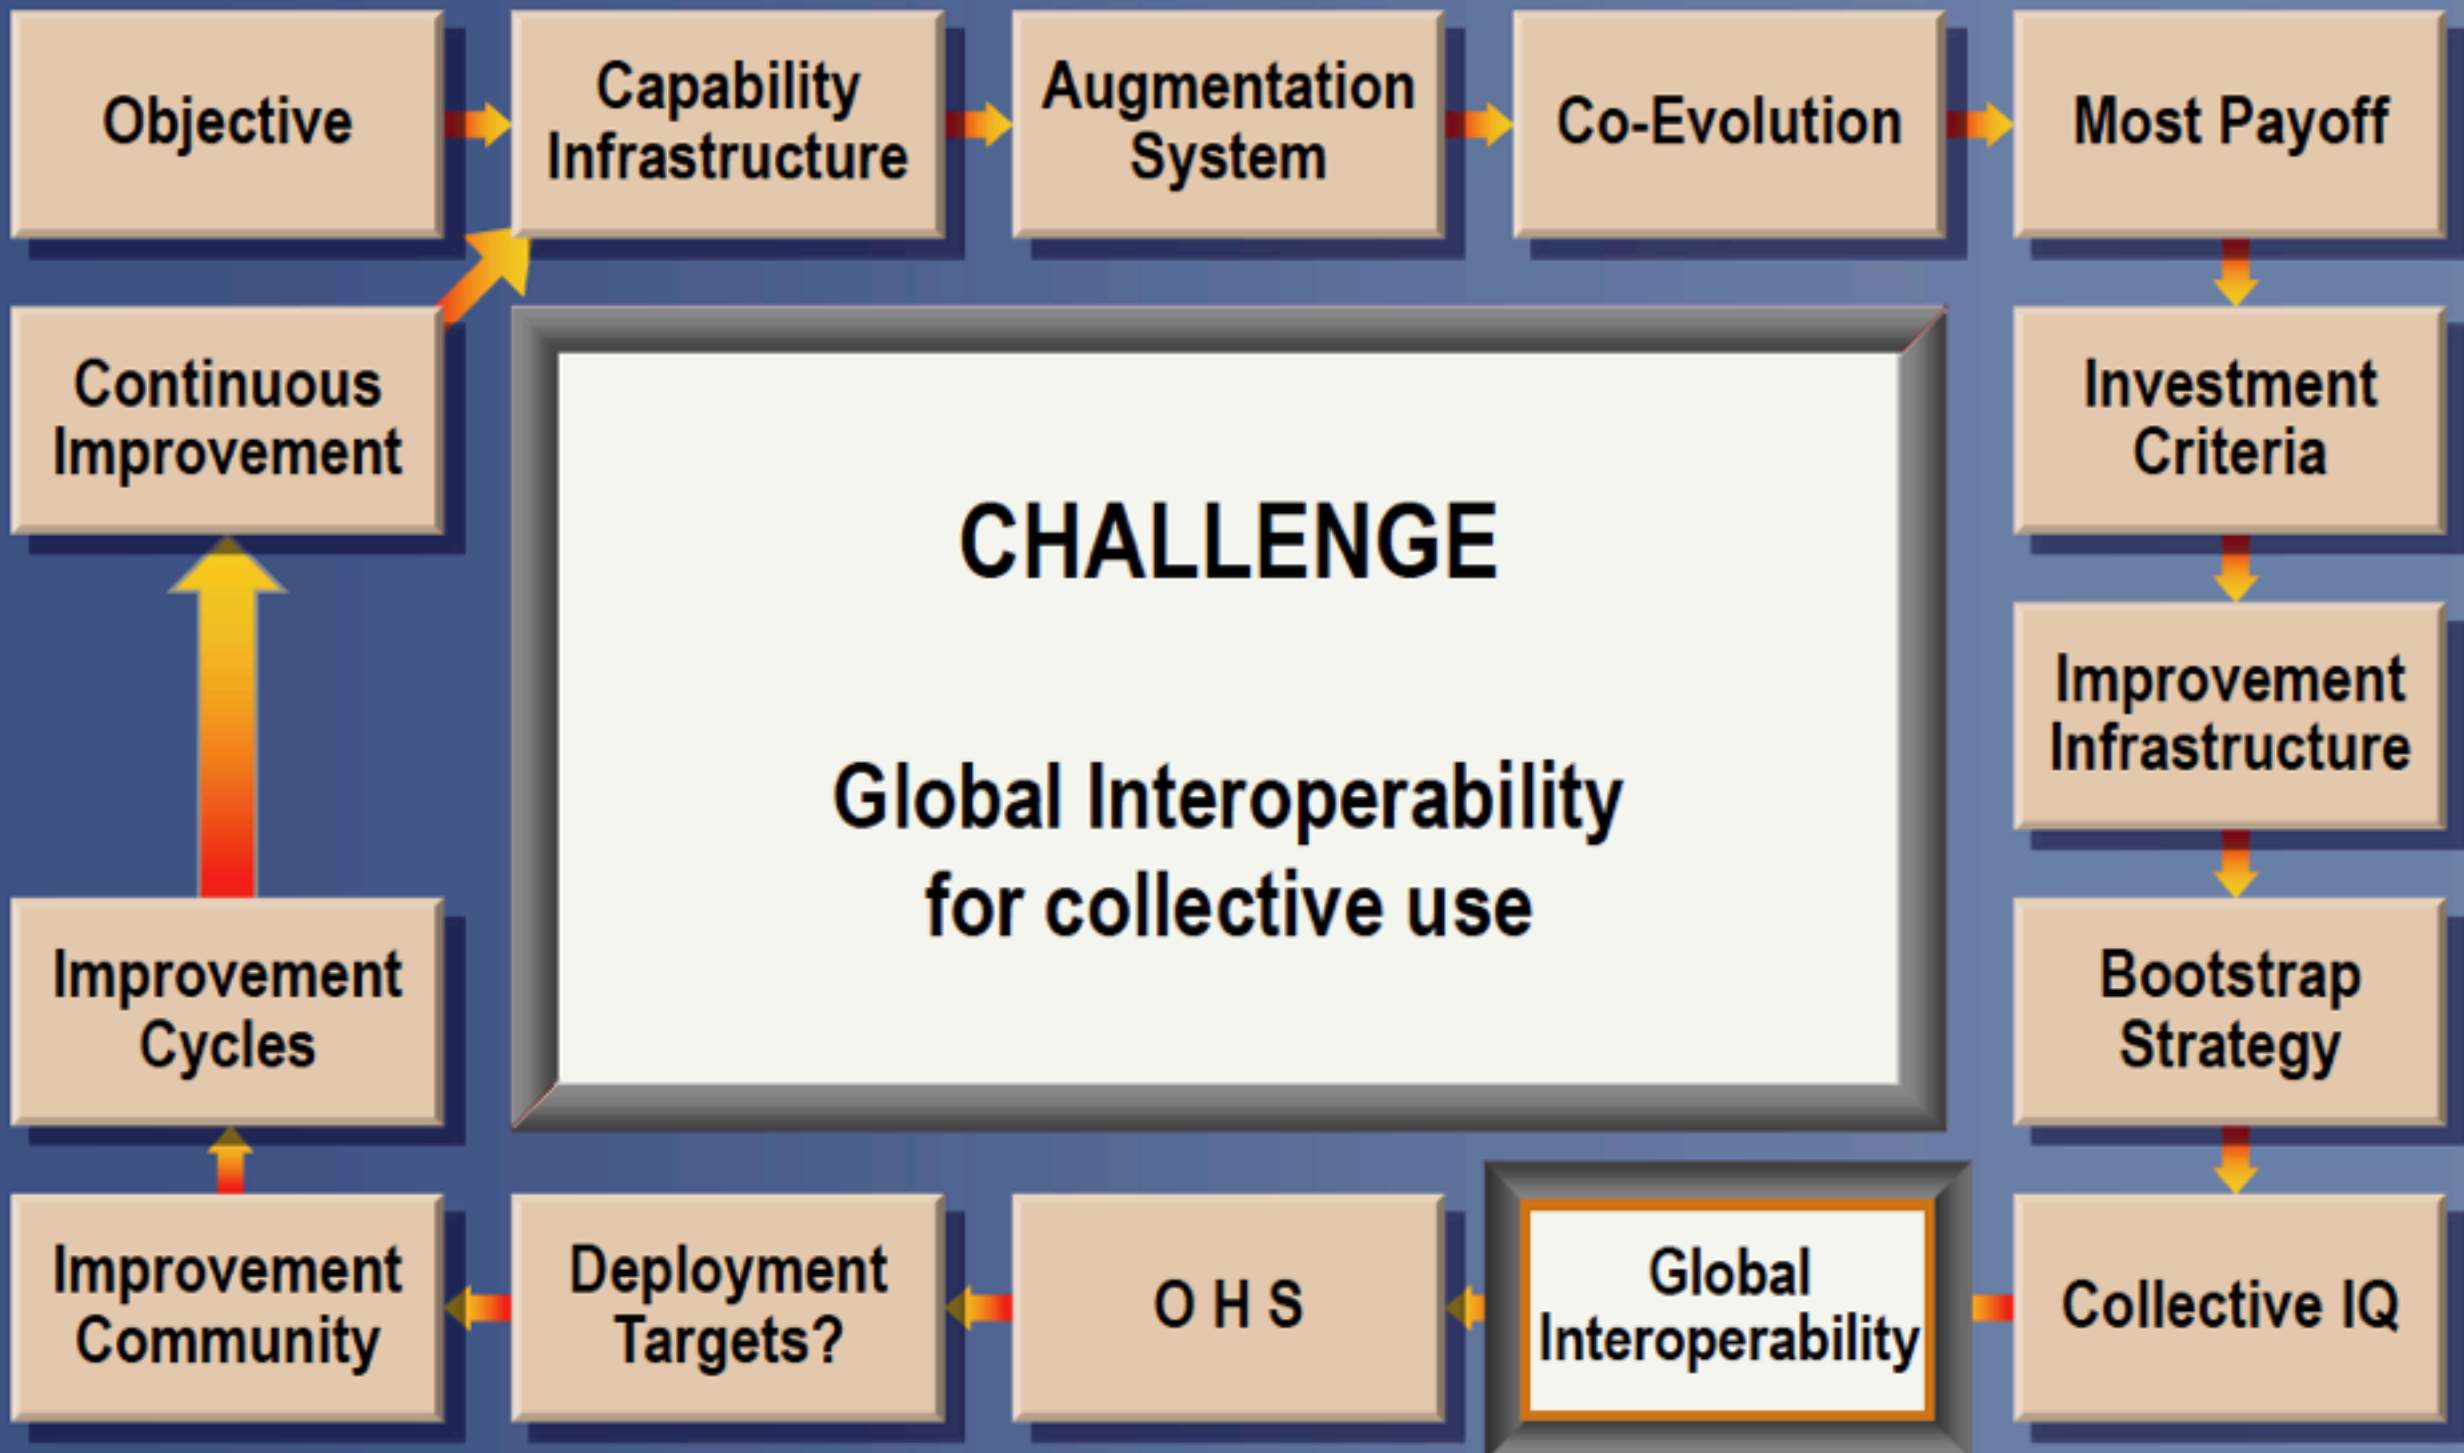 Objective
Capability
Infrastructure
Augmentation
System
Co-Evolution
Most Payoff
Continuous
Improvement
CHALLENGE
Global Interoperability
for collective use
Investment
Criteria
Improvement
Infrastructure
Improvement
Cycles
Bootstrap
Strategy
Improvement
Community
Deployment
Targets?
O H S
Global
Interoperability
Collective IQ